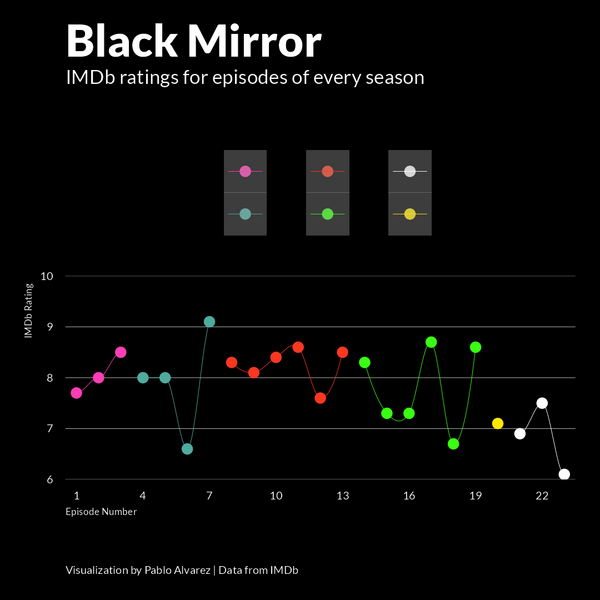 Black Mirror
IMDb ratings for episodes of every season
10
9
8
7
6
IMDb Rating
1 4 7 10 13 16 19 22
Episode Number
Visualization by Pablo Alvarez | Data from IMDb